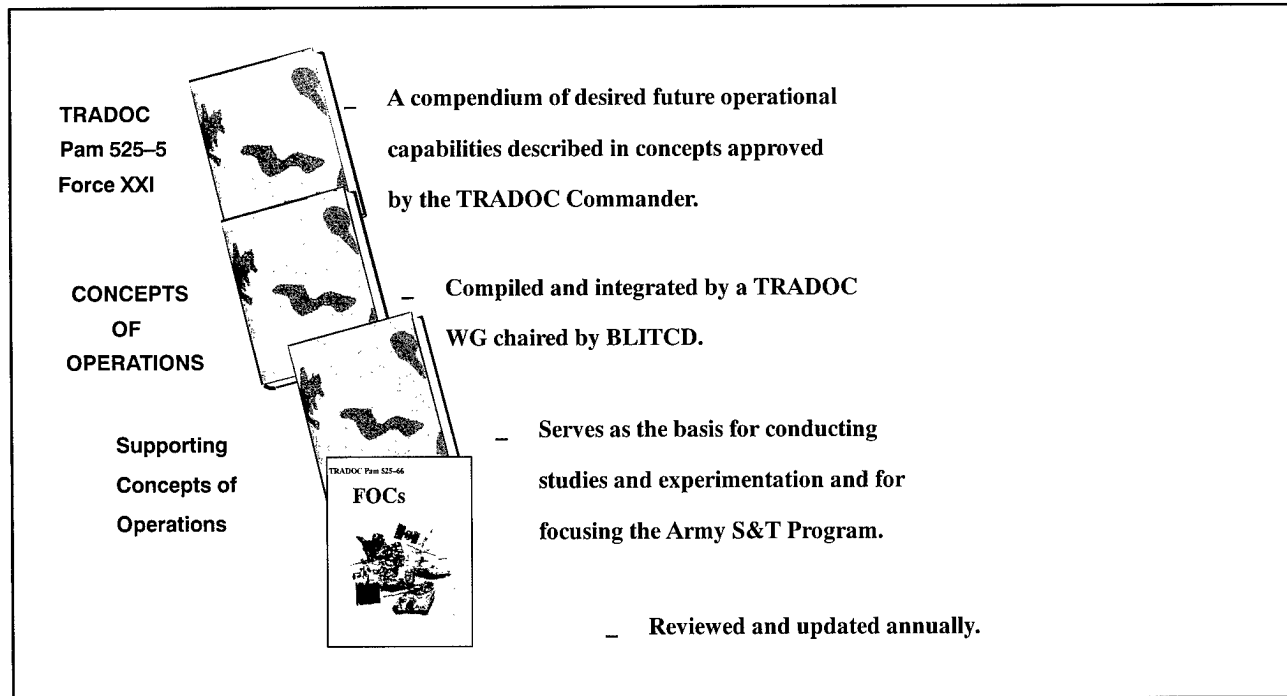 TRADOC
Pam 525–5
Force XXI
– A compendium of desired future operational
capabilities described in concepts approved
by the TRADOC Commander.
CONCEPTS
OF
OPERATIONS
– Compiled and integrated by a TRADOC
WG chaired by BLITCD.
Supporting
Concepts of
Operations
– Serves as the basis for conducting
studies and experimentation and for
focusing the Army S&T Program.
TRADOC Pam 525–66
FOCs
– Reviewed and updated annually.